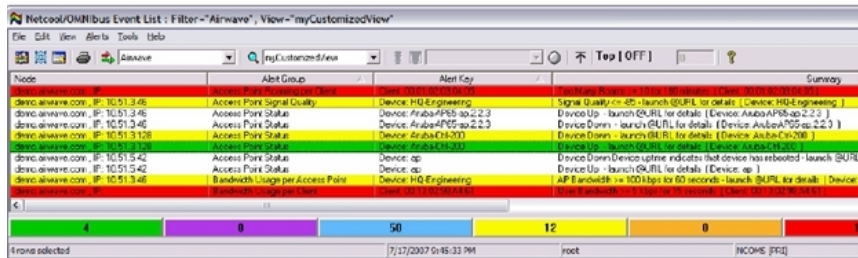 Netcool/OMNIbus Event List : Filter="Airwave", View="myCustomizedView"
File Edit View Alerts Tools Help
Airwave myCustomizedView Top [ OFF ] 0
Node Alert Group Alert Key Summary
demo.airwave.com , IP: Access Point Roaming per Client Client: 00:01:02:03:04:05
demo.airwave.com , IP: 10.51.3.46 Access Point Signal Quality Device: HQ-Engineering Signal Quality <= -85 - launch @URL for details ( Device: HQ-Engineering )
demo.airwave.com , IP: 10.51.3.46 Access Point Status Device: Aruba-AP65-ap.2.2.3 Device Up - launch @URL for details ( Device: Aruba-AP65-ap.2.2.3 )
demo.airwave.com , IP: 10.51.3.46 Access Point Status Device: Aruba-AP65-ap.2.2.3 Device Down - launch @URL for details ( Device: Aruba-AP65-ap.2.2.3 )
demo.airwave.com , IP: 10.51.3.128 Access Point Status Device: Aruba-Ctrl-200 Device Down - launch @URL for details ( Device: Aruba-Ctrl-200 )
demo.airwave.com , IP: 10.51.3.128 Access Point Status Device: Aruba-Ctrl-200 Device Up - launch @URL for details ( Device: Aruba-Ctrl-200 )
demo.airwave.com , IP: 10.51.5.42 Access Point Status Device: ap Device Down Device uptime indicates that device has rebooted - launch @URL
demo.airwave.com , IP: 10.51.5.42 Access Point Status Device: ap Device Up - launch @URL for details ( Device: ap )
demo.airwave.com , IP: 10.51.3.46 Bandwidth Usage per Access Point Device: HQ-Engineering AP Bandwidth >= 100 kbps for 60 seconds - launch @URL for details ( Device:
demo.airwave.com , IP: Bandwidth Usage per Client
4 0 50 12 0
4 rows selected 7/17/2007 9:45:33 PM root NCOMS [PRI]